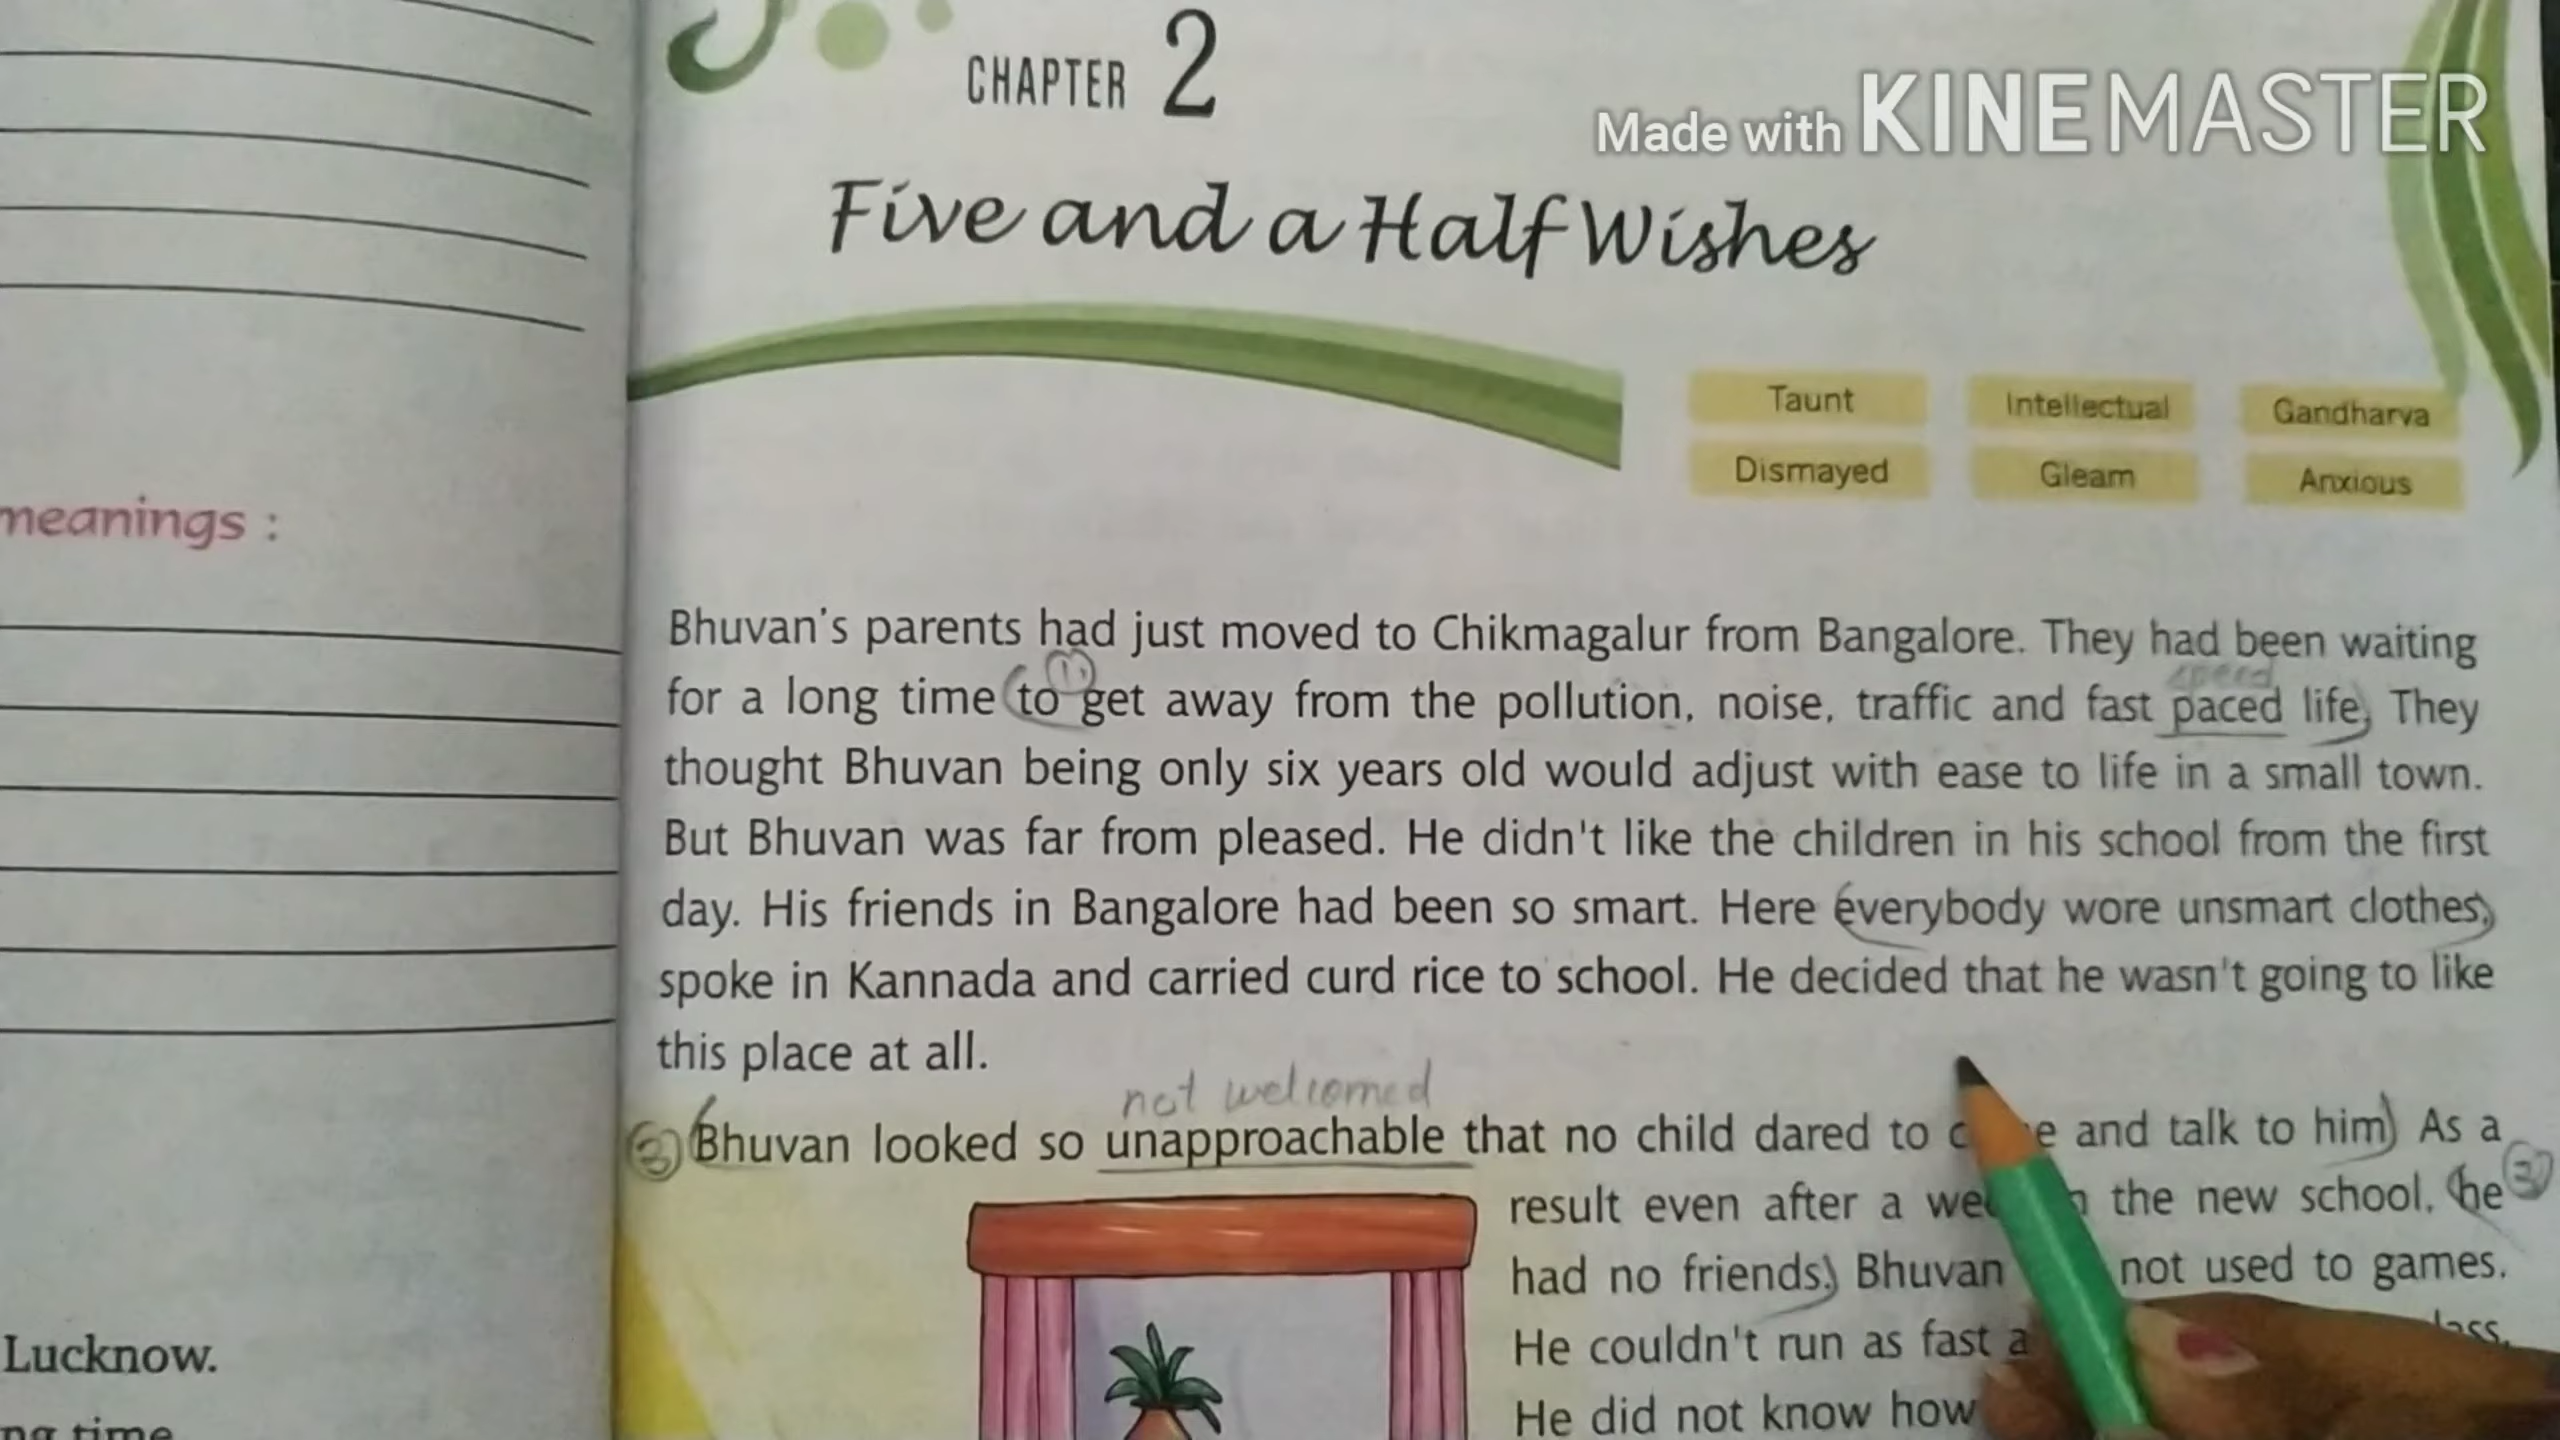 CHAPTER 2
Made with KINEMASTER
Five and a Half Wishes
Taunt Intellectual Gandharva
Dismayed Gleam Anxious
meanings :
Bhuvan's parents had just moved to Chikmagalur from Bangalore. They had been waiting
speed
for a long time (to (1) get away from the pollution, noise, traffic and fast paced life) They
thought Bhuvan being only six years old would adjust with ease to life in a small town.
But Bhuvan was far from pleased. He didn't like the children in his school from the first
day. His friends in Bangalore had been so smart. Here (everybody wore unsmart clothes,)
spoke in Kannada and carried curd rice to school. He decided that he wasn't going to like
this place at all.
not welcomed
(2) Bhuvan looked so unapproachable that no child dared to and talk to him) As a
result even after a the new school, (he (3)
had no friends.) Bhuvan not used to games.
He couldn't run as fast
He did not know how
Lucknow.
time